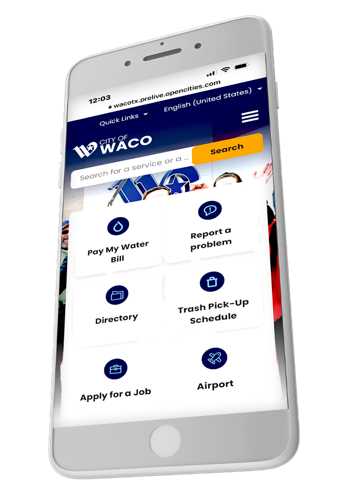 12:03
wacotx.prelive.opencities.com
Quick Links
English (United States)
CITY OF
WACO
Search for a service or a ...
Search
Pay My Water
Bill
Report a
problem
Directory
Trash Pick-Up
Schedule
Apply for a Job
Airport